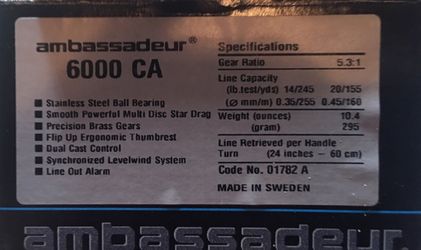 ambassadeur®
6000 CA
■ Stainless Steel Ball Bearing
■ Smooth Powerful Multi Disc Star Drag
■ Precision Brass Gears
■ Flip Up Ergonomic Thumbrest
■ Dual Cast Control
■ Synchronized Levelwind System
■ Line Out Alarm
Specifications
Gear Ratio 5.3:1
Line Capacity
(lb.test/yds) 14/245 20/155
(Ø mm/m) 0.35/255 0.45/160
Weight (ounces) 10.4
(gram) 295
Line Retrieved per Handle
Turn (24 inches – 60 cm)
Code No. 01782 A
MADE IN SWEDEN
ambassadeur